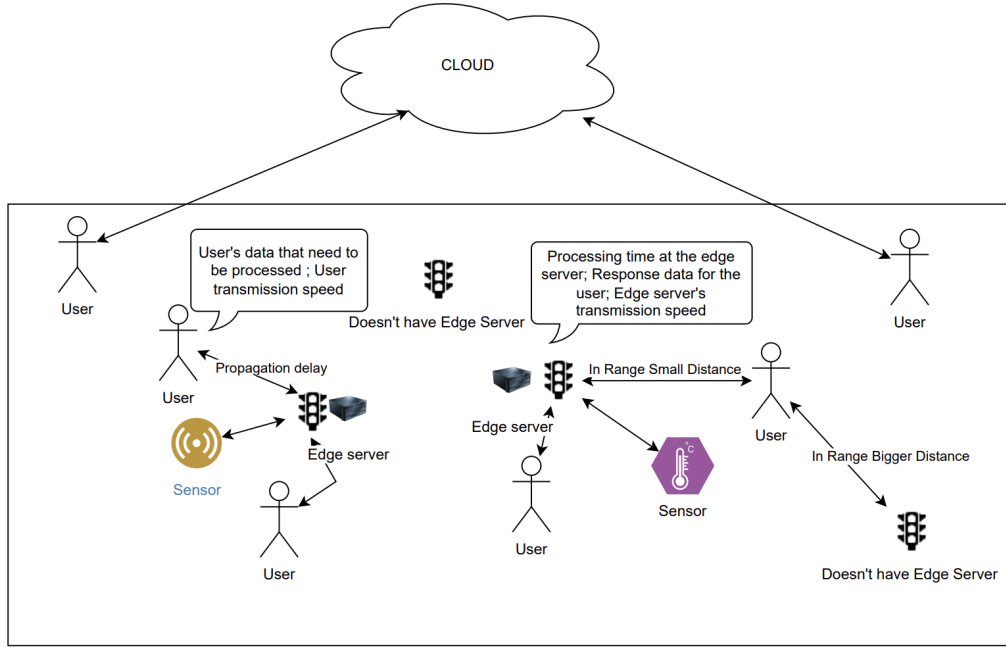 CLOUD
User
User's data that need to
be processed ; User
transmission speed
Doesn't have Edge Server
Processing time at the edge
server; Response data for the
user; Edge server's
transmission speed
User
User
Propagation delay
In Range Small Distance
Edge server
Edge server
User
In Range Bigger Distance
°C
Sensor
Sensor
User
User
Doesn't have Edge Server